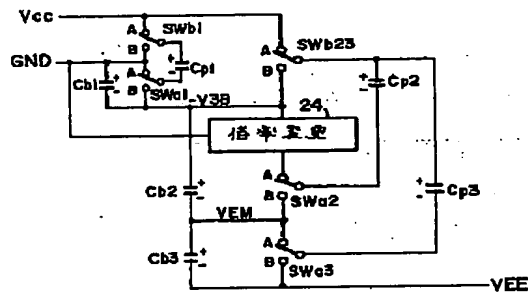 Vcc
SWb1
A
B
GND
Cp1
A
B
Cb1
SWa1
-V3B
A
SWb23
B
Cp2
24
倍率変更
A
Cb2
B
SWa2
Cp3
VEM
A
Cb3
B
SWa3
VEE